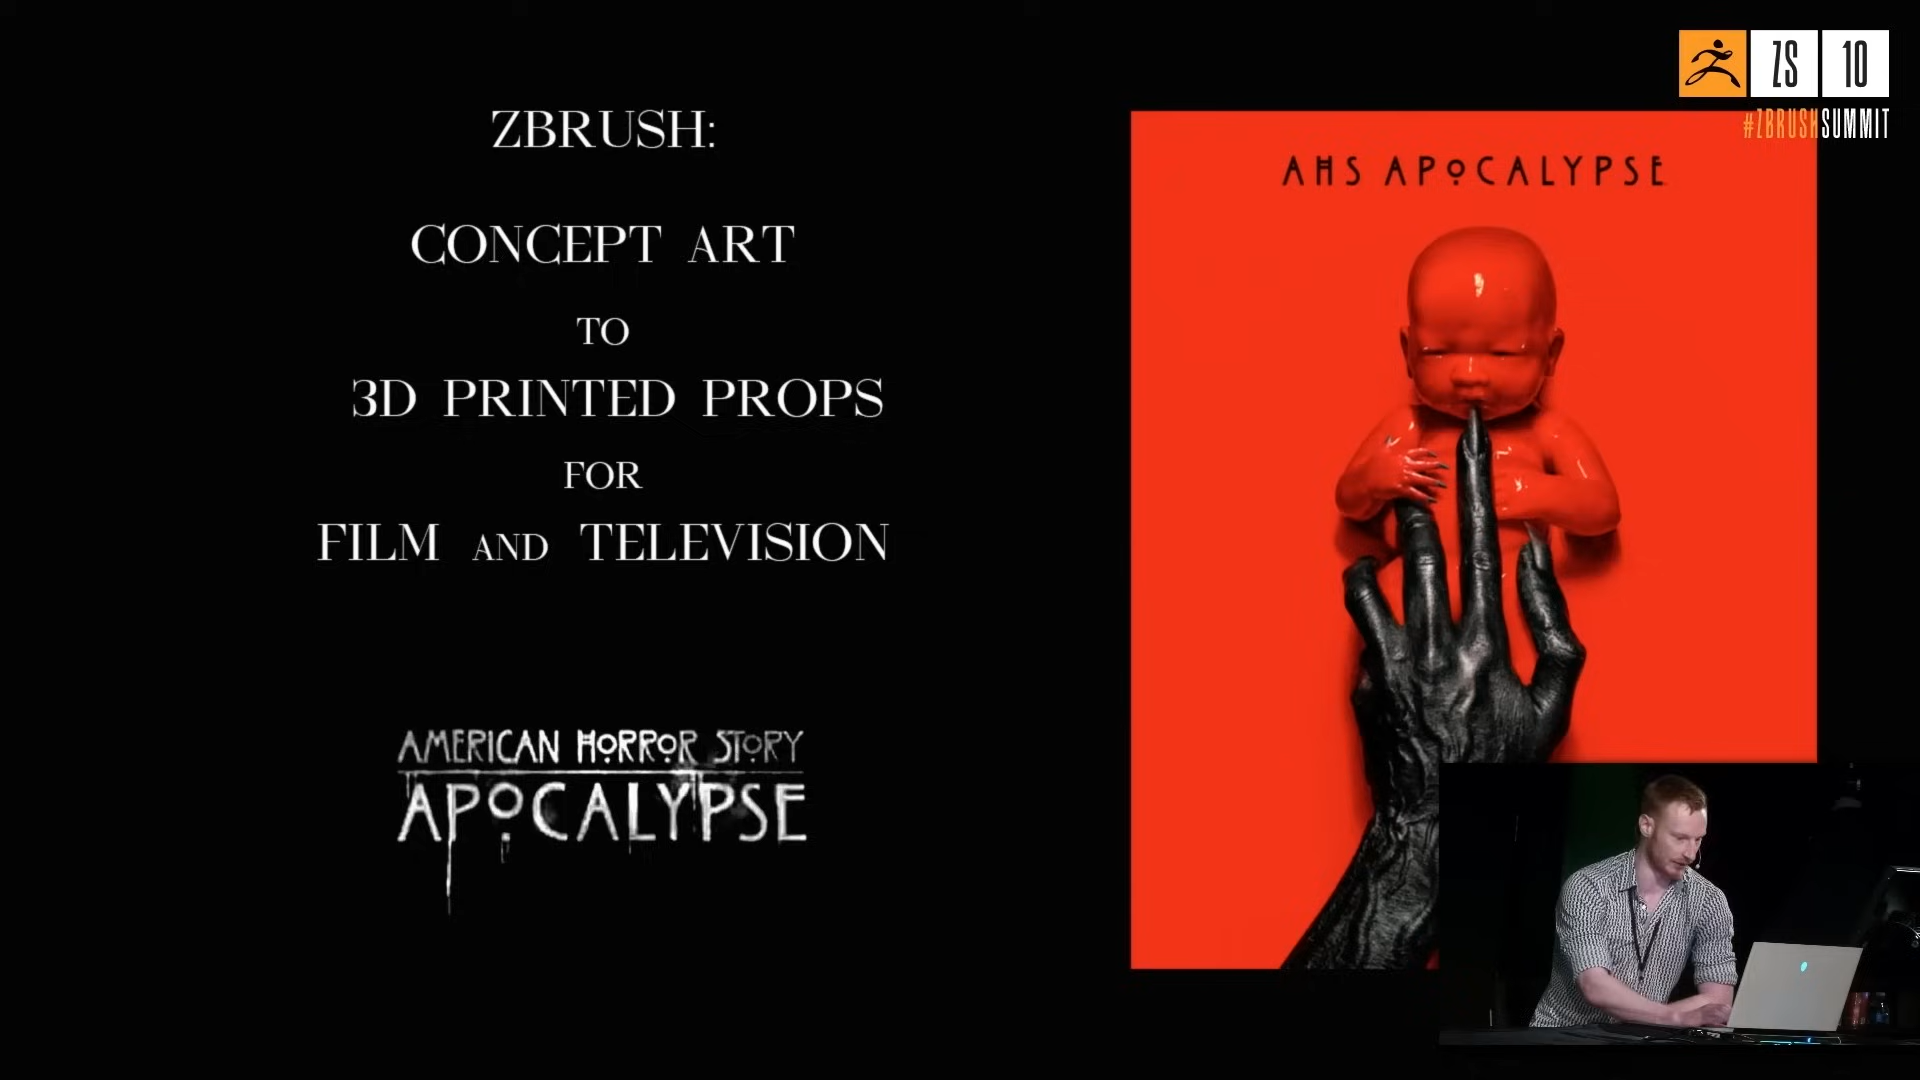 ZBRUSH:
CONCEPT ART
TO
3D PRINTED PROPS
FOR
FILM AND TELEVISION
AMERICAN HORROR STORY
APOCALYPSE
AHS APOCALYPSE
ZS 10
#ZBRUSHSUMMIT